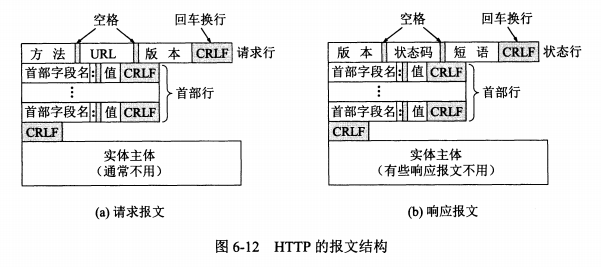 空格 回车换行
方 法 URL 版 本 CRLF 请求行
首部字段名: 值 CRLF
⋮ 首部行
首部字段名: 值 CRLF
CRLF
实体主体
(通常不用)
(a) 请求报文
空格 回车换行
版 本 状态码 短 语 CRLF 状态行
首部字段名: 值 CRLF
⋮ 首部行
首部字段名: 值 CRLF
CRLF
实体主体
(有些响应报文不用)
(b) 响应报文
图 6-12 HTTP 的报文结构